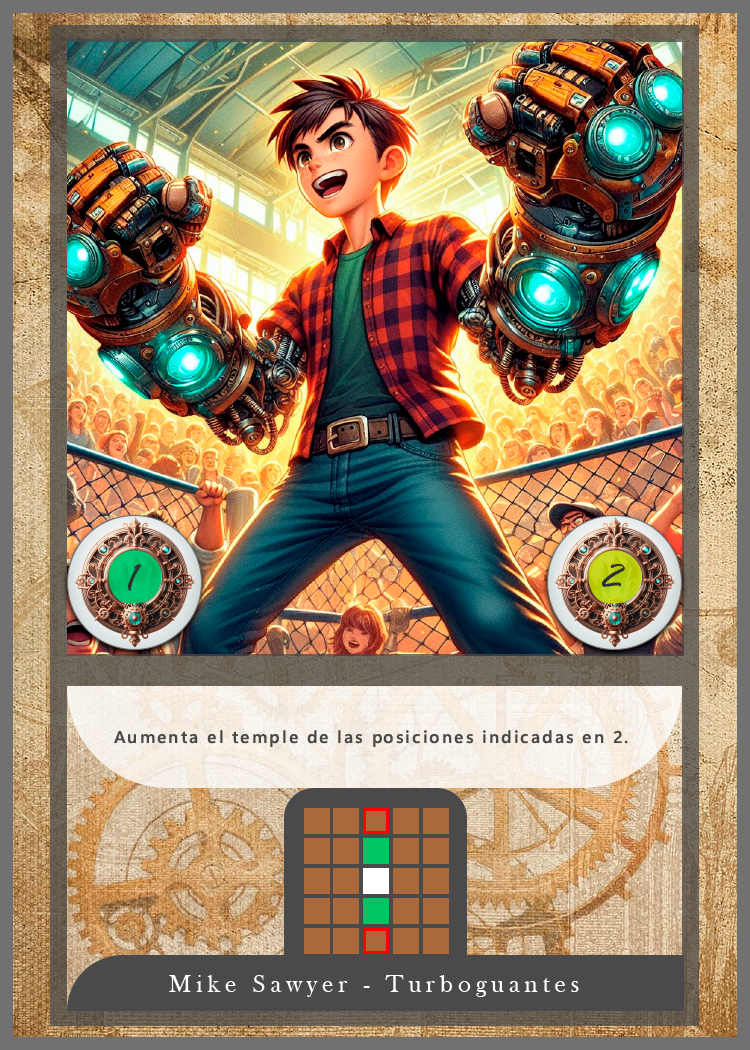 1
2
Aumenta el temple de las posiciones indicadas en 2.
Mike Sawyer - Turboguantes